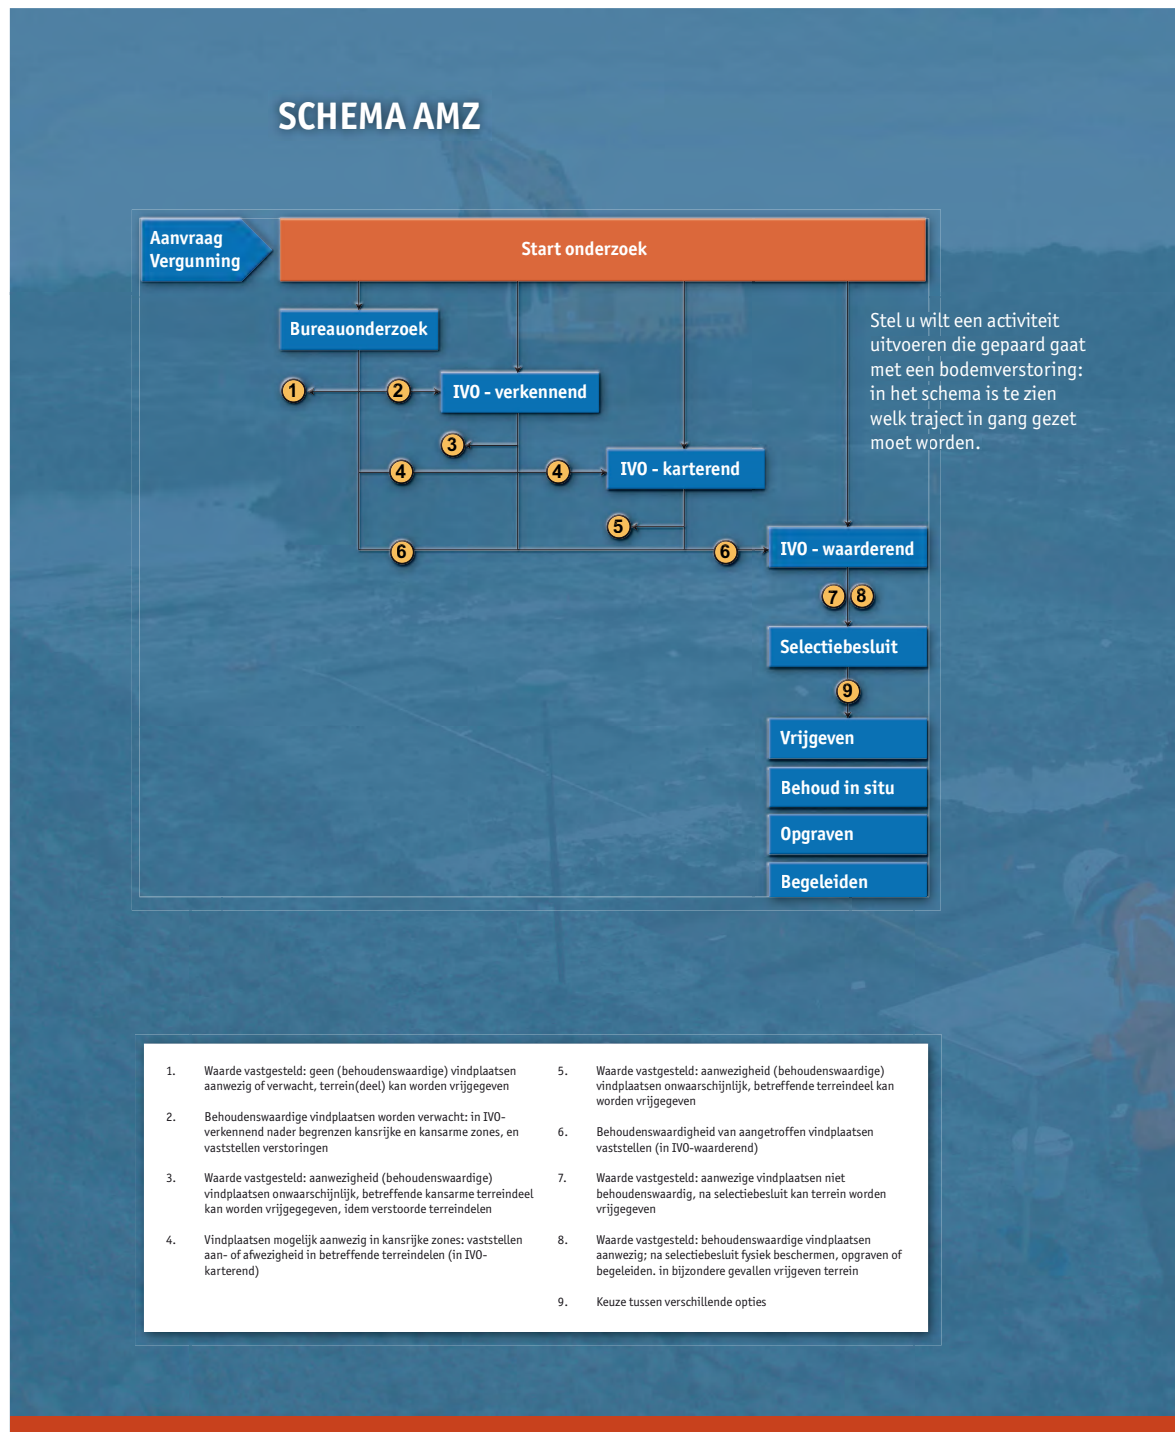 SCHEMA AMZ
Aanvraag
Vergunning
Start onderzoek
Bureauonderzoek
Stel u wilt een activiteit
uitvoeren die gepaard gaat
met een bodemverstoring:
in het schema is te zien
welk traject in gang gezet
moet worden.
1
2
IVO - verkennend
3
4
4
IVO - karterend
5
6
6
IVO - waarderend
7
8
Selectiebesluit
9
Vrijgeven
Behoud in situ
Opgraven
Begeleiden
1. Waarde vastgesteld: geen (behoudenswaardige) vindplaatsen
aanwezig of verwacht, terrein(deel) kan worden vrijgegeven
2. Behoudenswaardige vindplaatsen worden verwacht: in IVO-
verkennend nader begrenzen kansrijke en kansarme zones, en
vaststellen verstoringen
3. Waarde vastgesteld: aanwezigheid (behoudenswaardige)
vindplaatsen onwaarschijnlijk, betreffende kansarme terreindeel
kan worden vrijgegegeven, idem verstoorde terreindelen
4. Vindplaatsen mogelijk aanwezig in kansrijke zones: vaststellen
aan- of afwezigheid in betreffende terreindelen (in IVO-
karterend)
5. Waarde vastgesteld: aanwezigheid (behoudenswaardige)
vindplaatsen onwaarschijnlijk, betreffende terreindeel kan
worden vrijgegeven
6. Behoudenswaardigheid van aangetroffen vindplaatsen
vaststellen (in IVO-waarderend)
7. Waarde vastgesteld: aanwezige vindplaatsen niet
behoudenswaardig, na selectiebesluit kan terrein worden
vrijgegeven
8. Waarde vastgesteld: behoudenswaardige vindplaatsen
aanwezig; na selectiebesluit fysiek beschermen, opgraven of
begeleiden. in bijzondere gevallen vrijgeven terrein
9. Keuze tussen verschillende opties